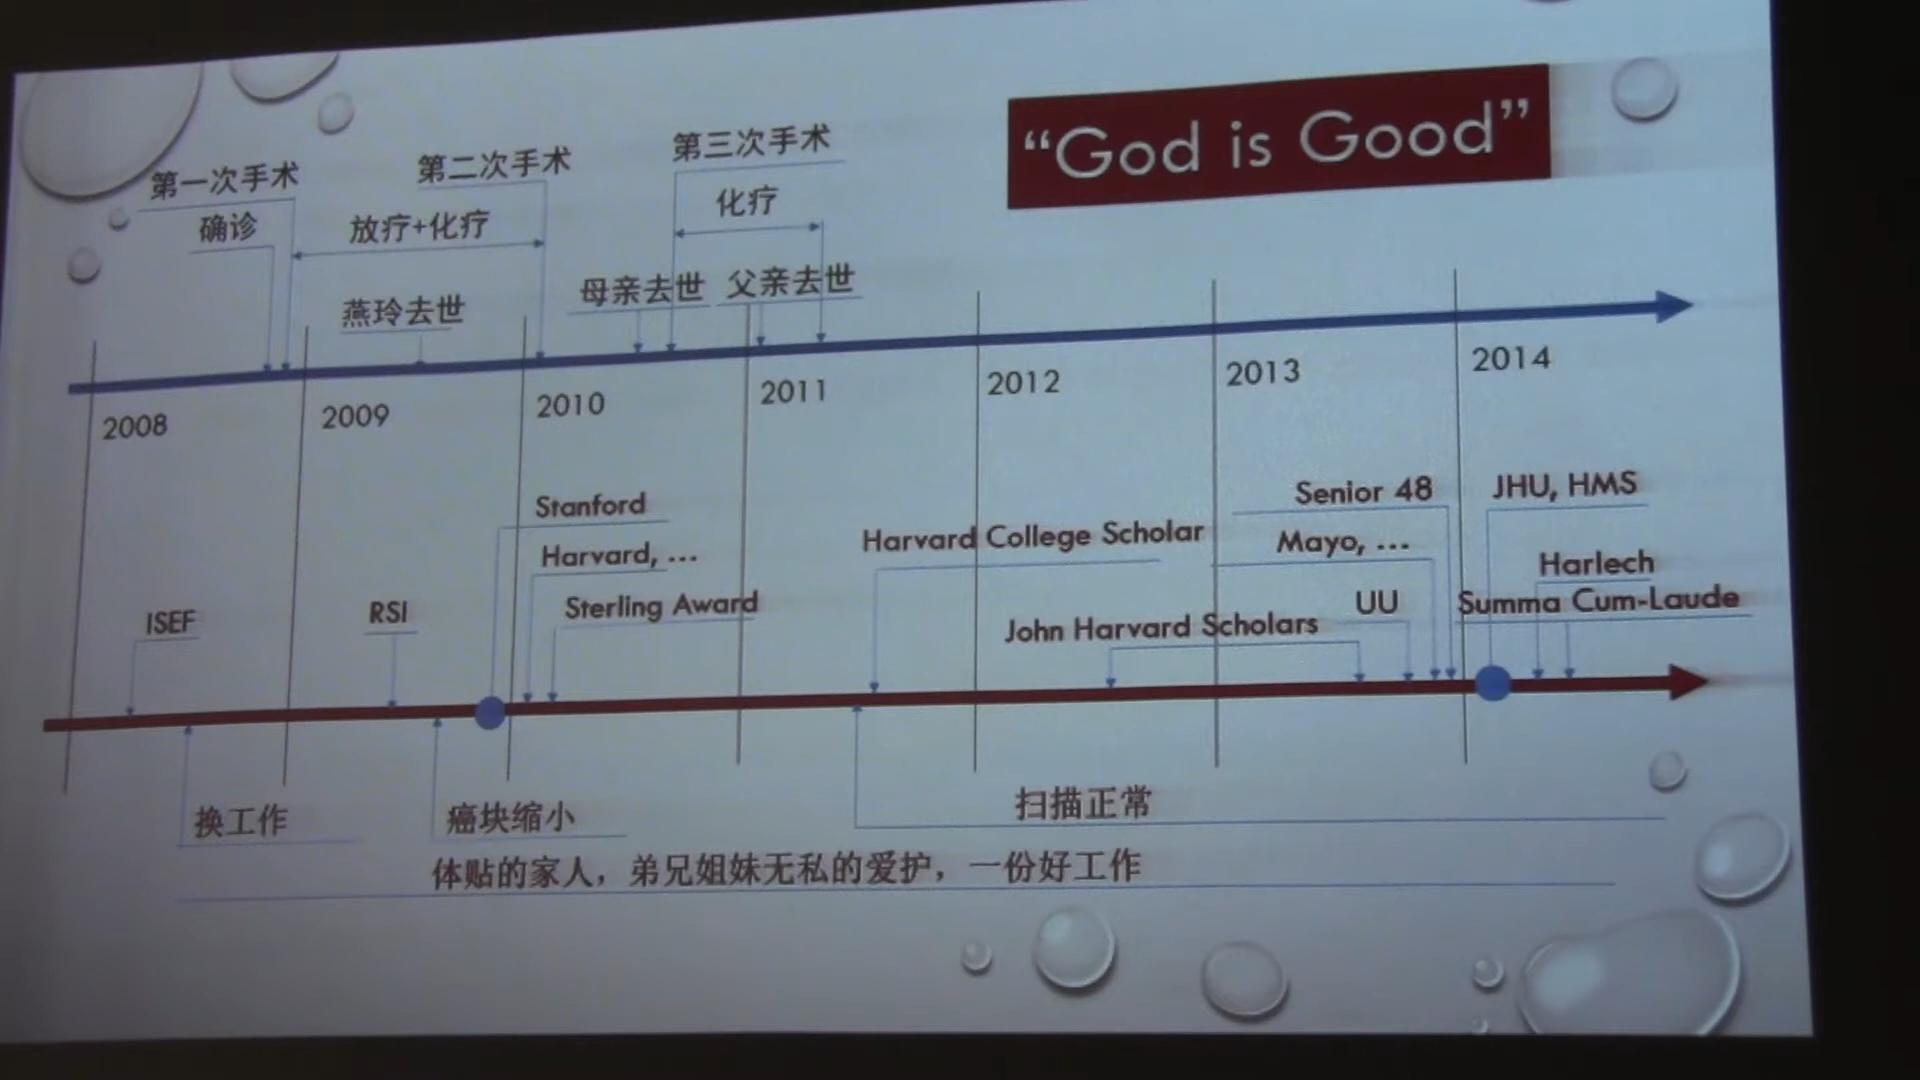 “God is Good”
第一次手术
第二次手术
第三次手术
确诊
放疗+化疗
化疗
燕玲去世
母亲去世
父亲去世
2008
2009
2010
2011
2012
2013
2014
Stanford
Harvard, ...
Sterling Award
ISEF
RSI
Harvard College Scholar
John Harvard Scholars
Senior 48
Mayo, ...
UU
JHU, HMS
Harlech
Summa Cum-Laude
换工作
癌块缩小
扫描正常
体贴的家人，弟兄姐妹无私的爱护，一份好工作